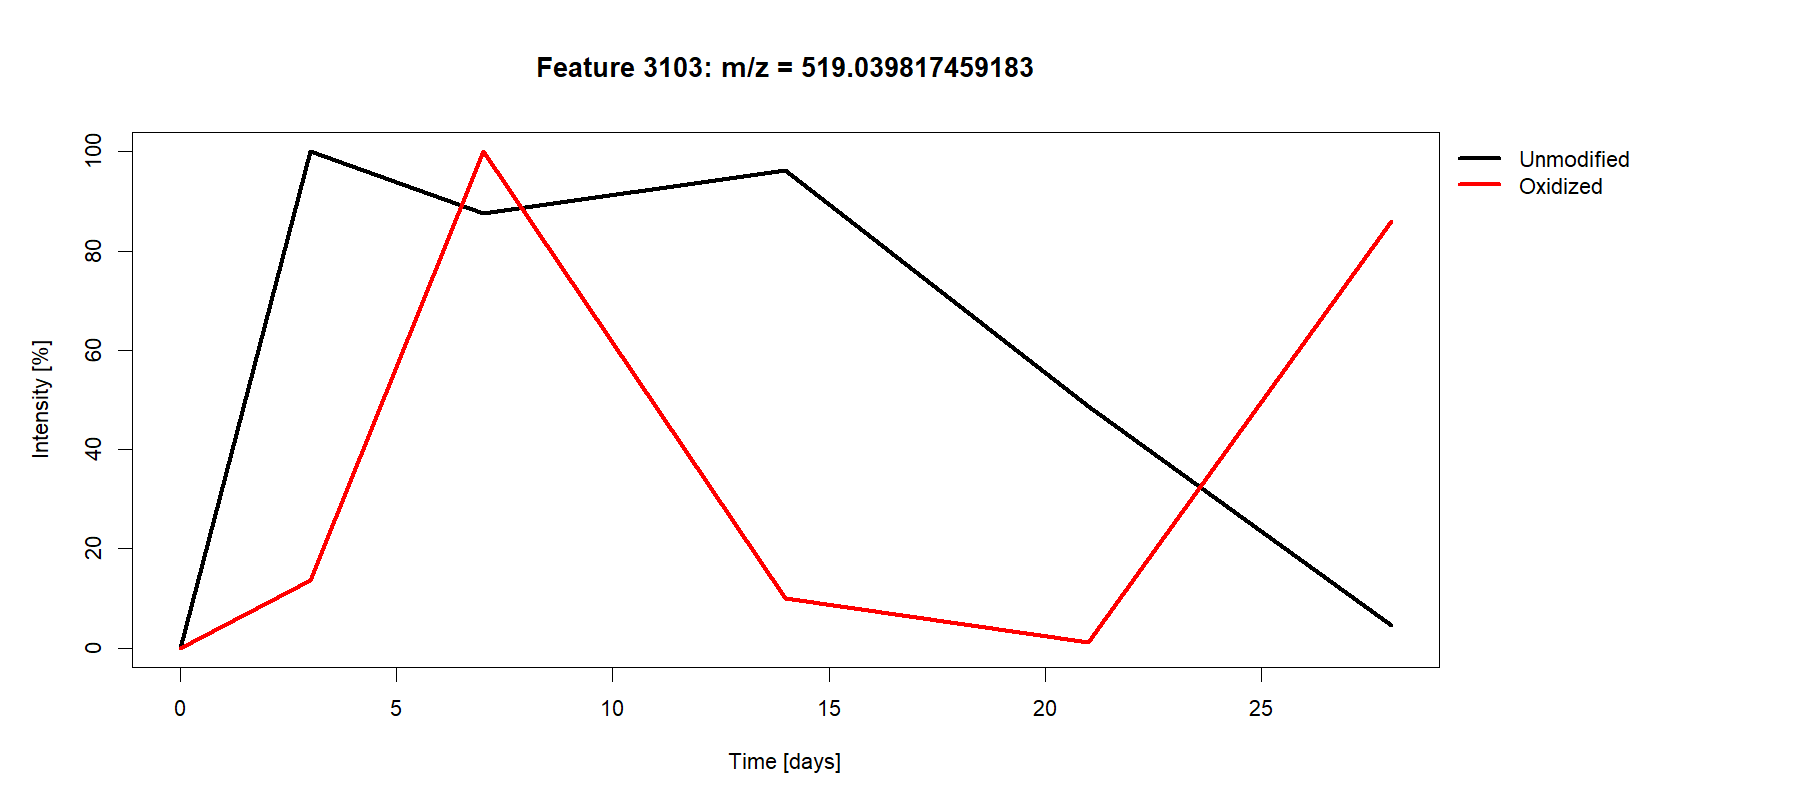 Feature 3103: m/z = 519.039817459183
Unmodified
Oxidized
Intensity [%]
100
80
60
40
20
0
0 5 10 15 20 25
Time [days]